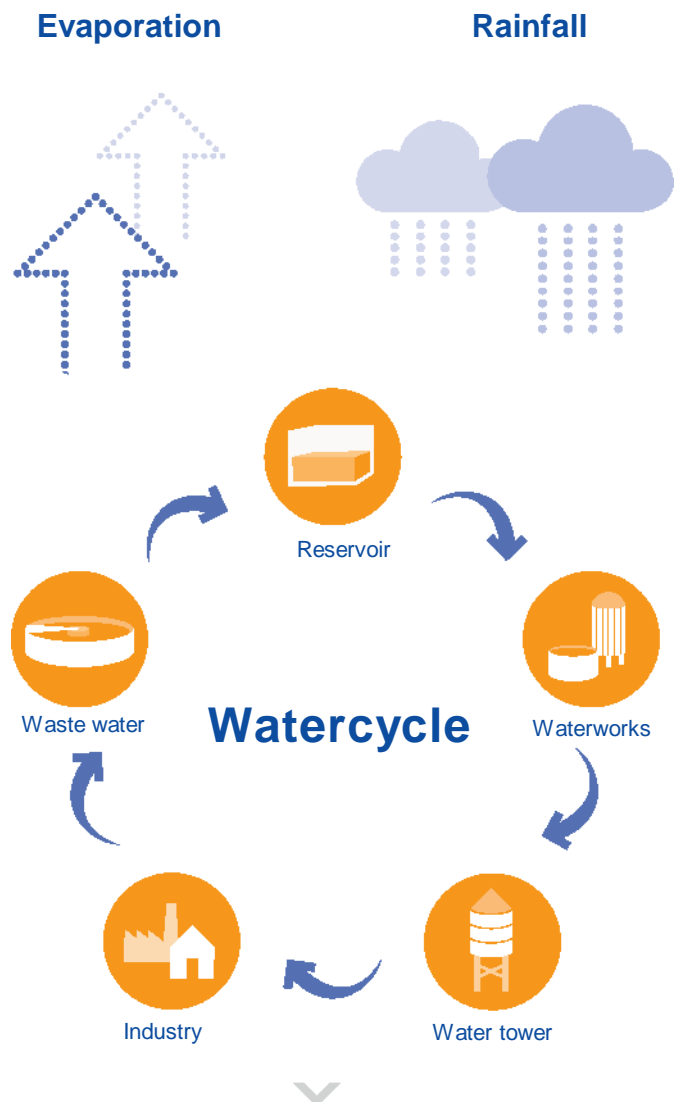 Evaporation
Rainfall
Reservoir
Waste water
Watercycle
Waterworks
Industry
Water tower